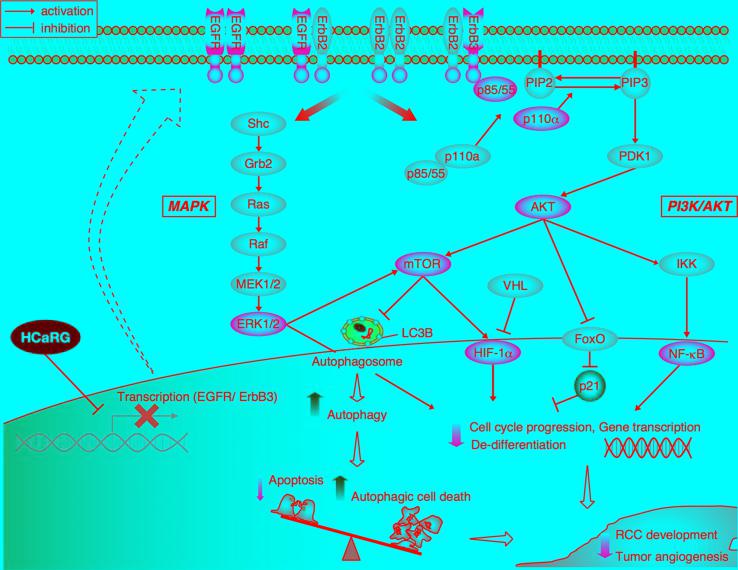 activation
inhibition
EGFR
EGFR
EGFR
ErbB2
ErbB2
ErbB2
ErbB2
ErbB3
p85/55
PIP2
PIP3
p110α
Shc
p110a
p85/55
PDK1
Grb2
MAPK
Ras
AKT
PI3K/AKT
Raf
mTOR
IKK
MEK1/2
VHL
ERK1/2
LC3B
HCaRG
FoxO
Autophagosome
HIF-1α
NF-κB
p21
Transcription (EGFR/ ErbB3)
Autophagy
Cell cycle progression, Gene transcription
De-differentiation
Apoptosis
Autophagic cell death
RCC development
Tumor angiogenesis